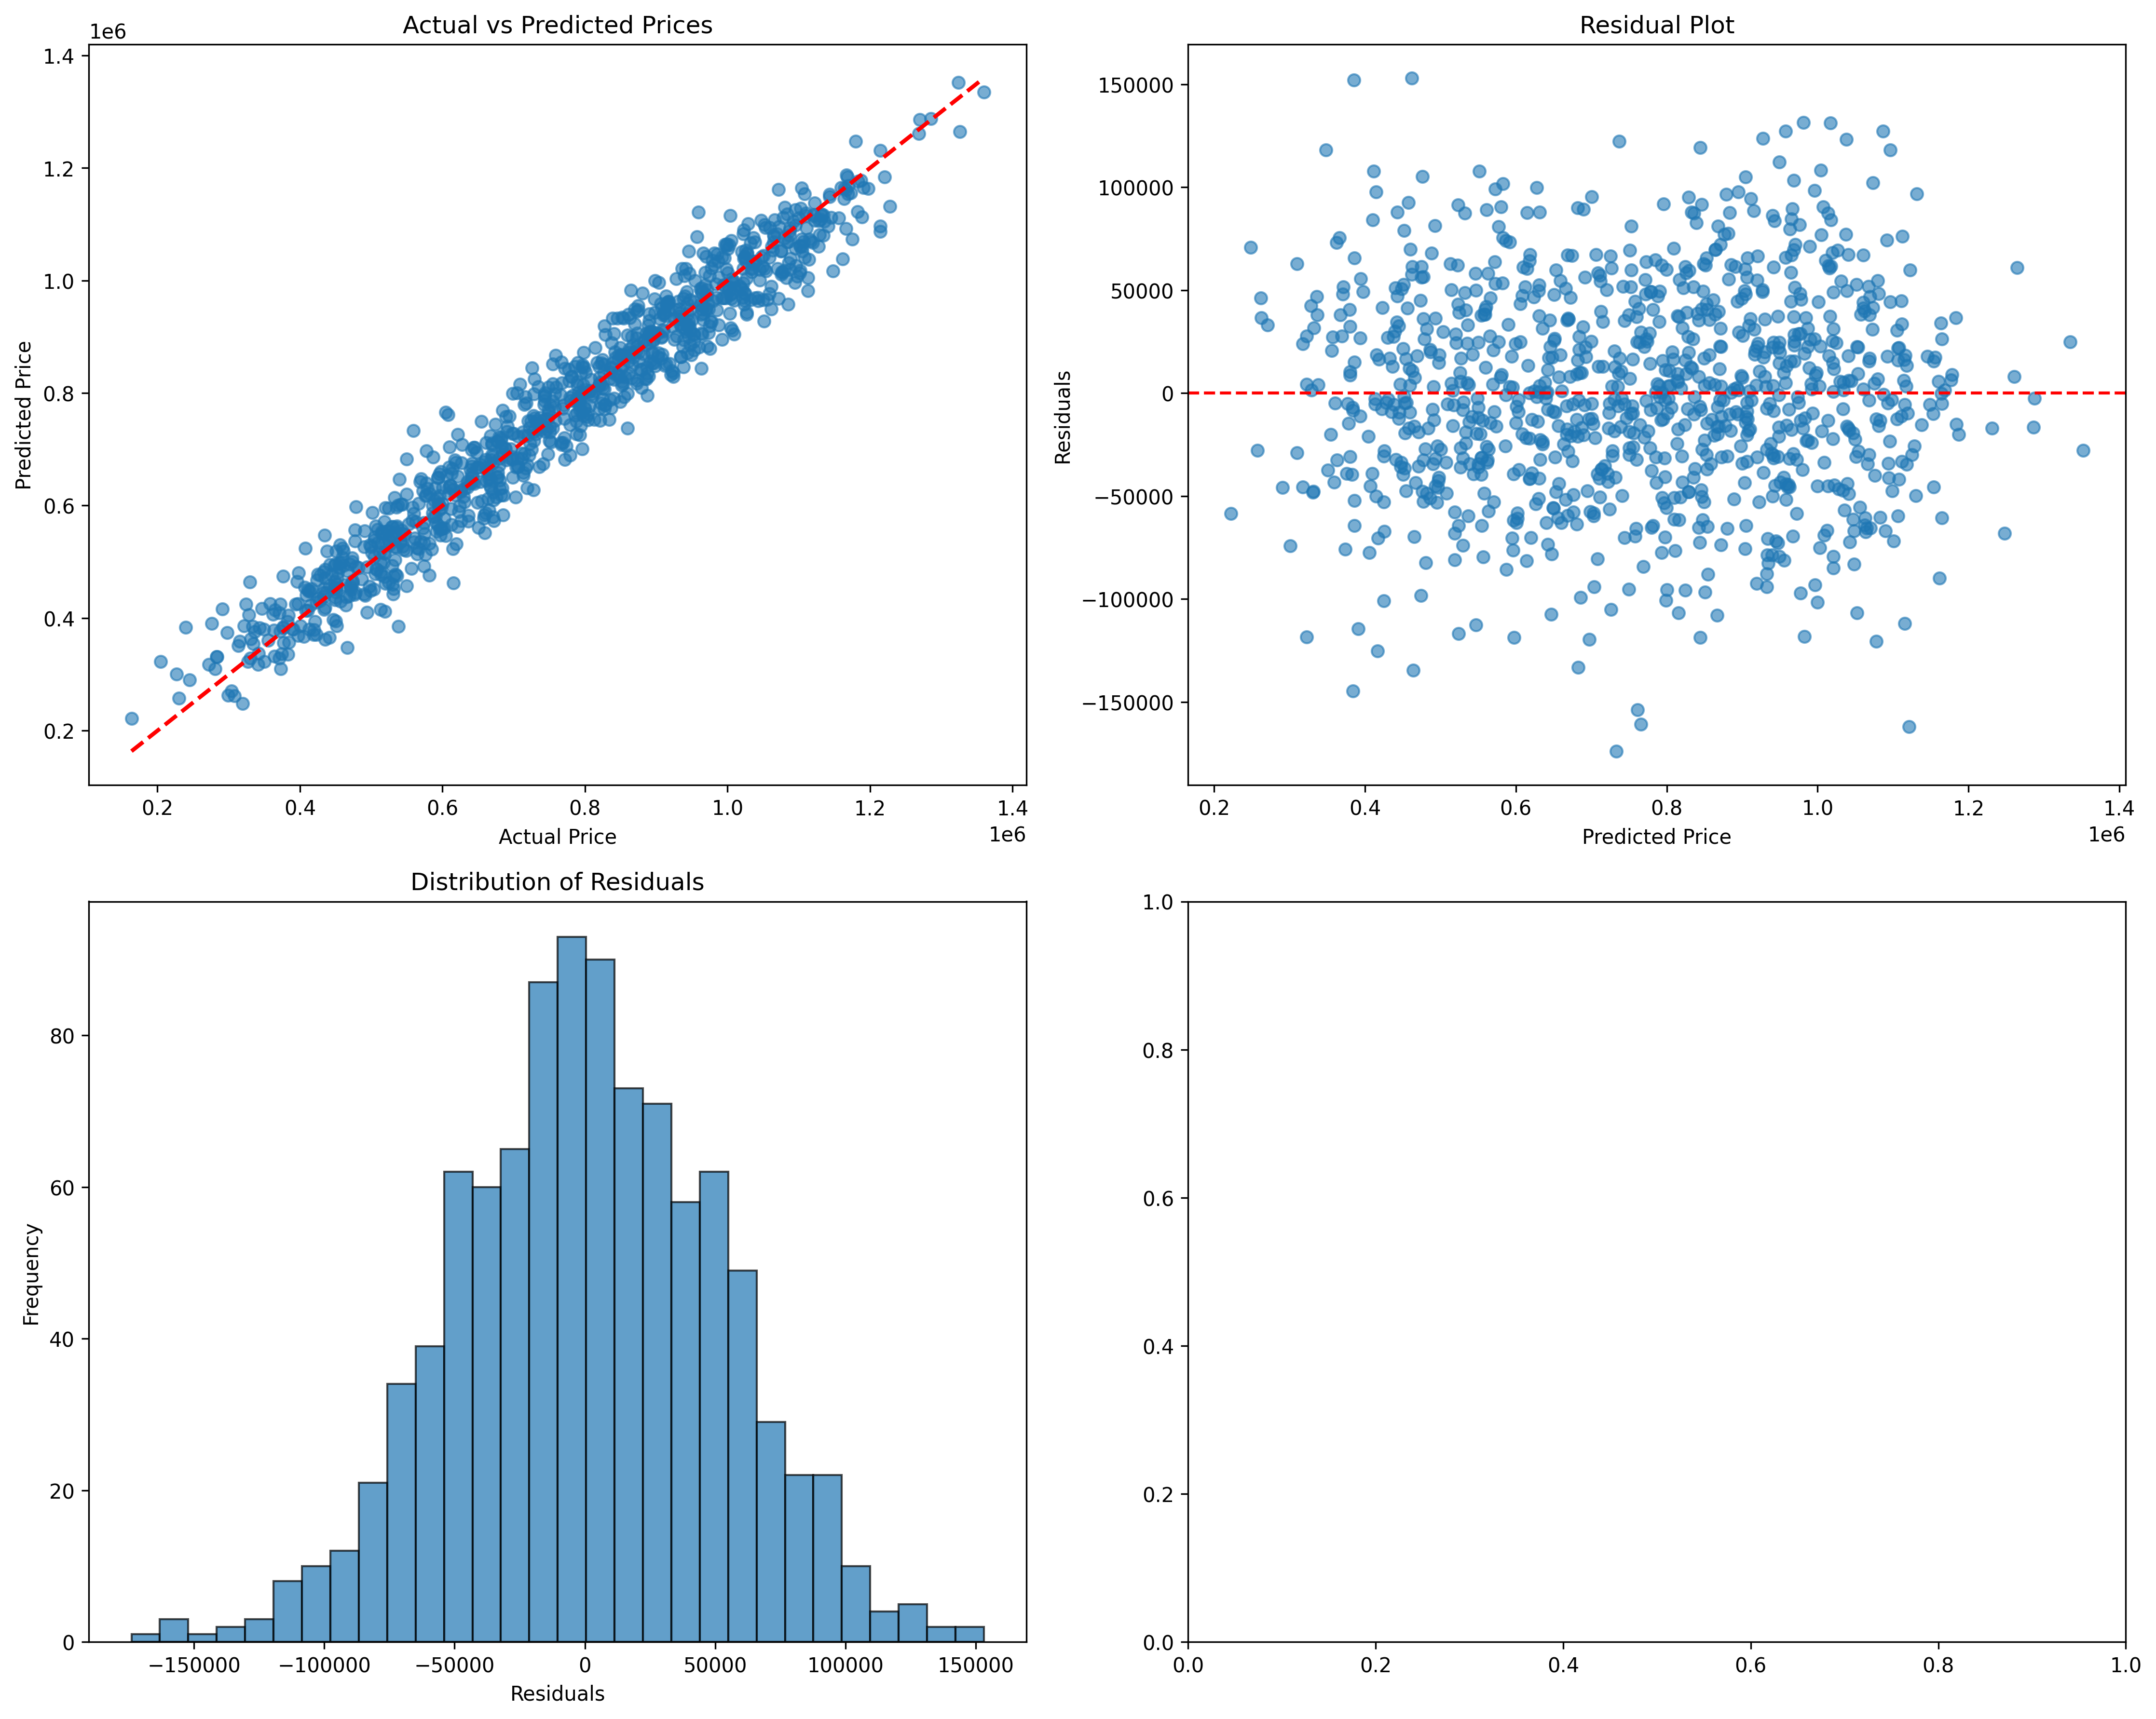 Actual vs Predicted Prices
1e6
1.4
1.2
1.0
0.8
0.6
0.4
0.2
Predicted Price
0.2 0.4 0.6 0.8 1.0 1.2 1.4
1e6
Actual Price
Residual Plot
150000
100000
50000
0
−50000
−100000
−150000
Residuals
0.2 0.4 0.6 0.8 1.0 1.2 1.4
1e6
Predicted Price
Distribution of Residuals
80
60
40
20
0
Frequency
−150000 −100000 −50000 0 50000 100000 150000
Residuals
1.0
0.8
0.6
0.4
0.2
0.0
0.0 0.2 0.4 0.6 0.8 1.0